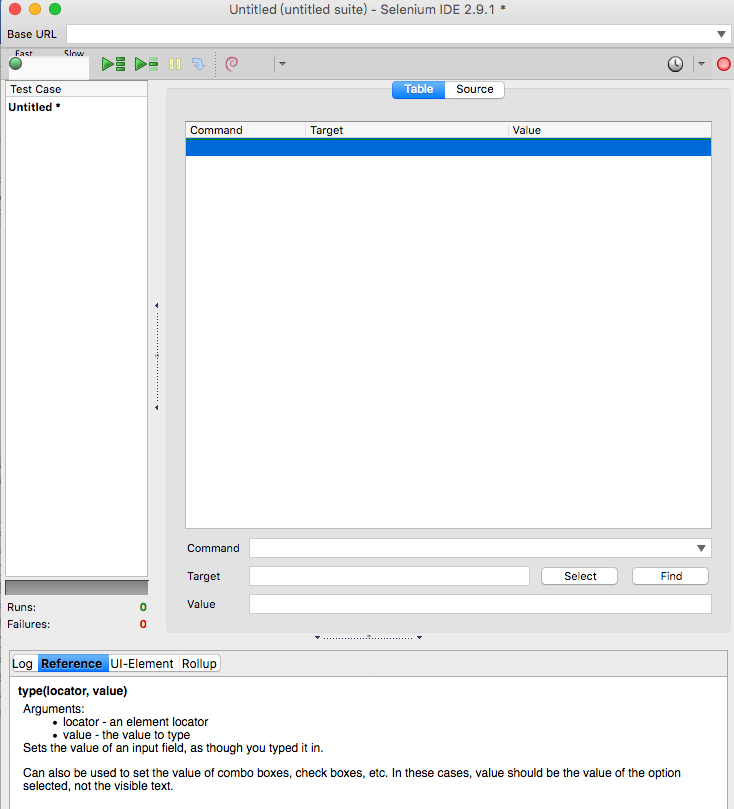 Untitled (untitled suite) - Selenium IDE 2.9.1 *
Base URL
Fast Slow
Test Case
Untitled *
Table Source
Command Target Value
Command
Target Select Find
Value
Runs: 0
Failures: 0
Log Reference UI-Element Rollup
type(locator, value)
Arguments:
• locator - an element locator
• value - the value to type
Sets the value of an input field, as though you typed it in.
Can also be used to set the value of combo boxes, check boxes, etc. In these cases, value should be the value of the option
selected, not the visible text.